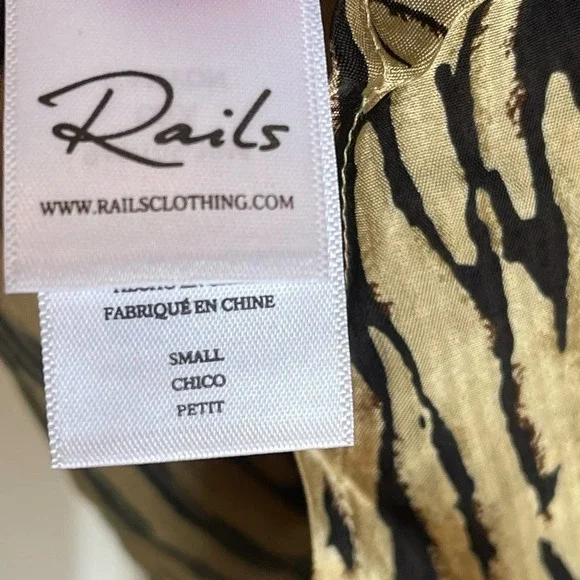 Rails
WWW.RAILSCLOTHING.COM
FABRIQUÉ EN CHINE
SMALL
CHICO
PETIT